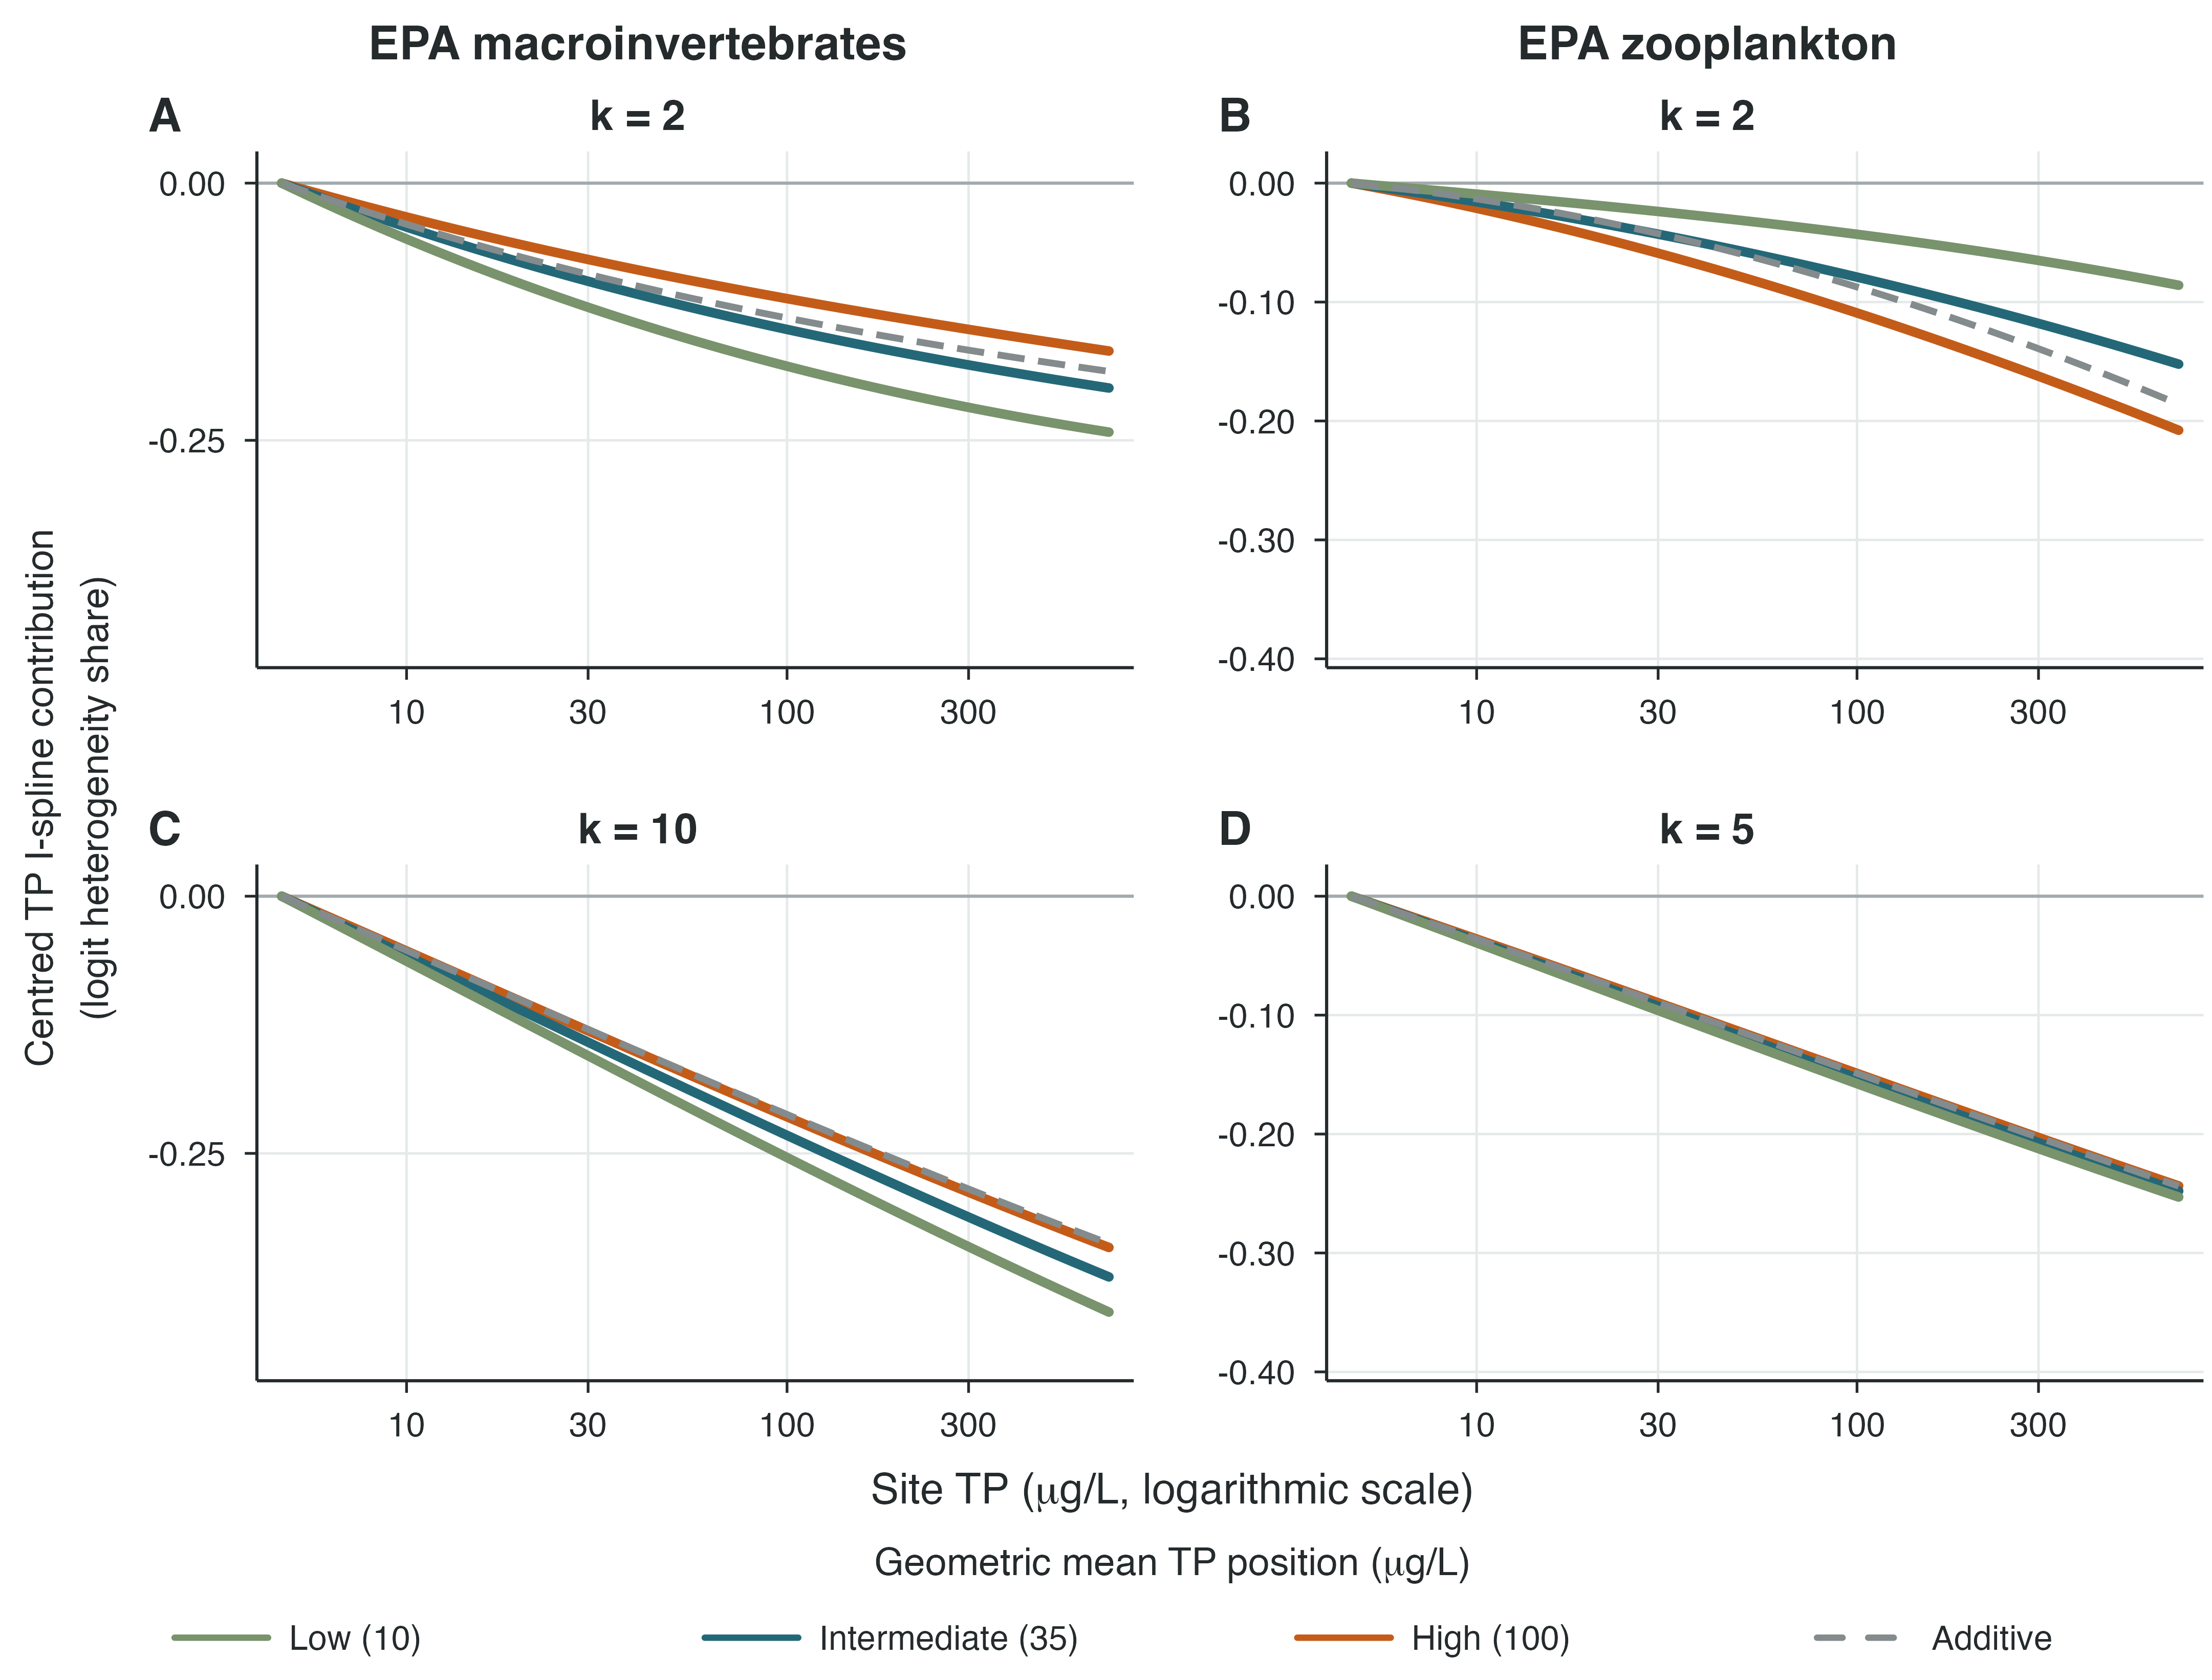 EPA macroinvertebrates
EPA zooplankton
A
k = 2
0.00
-0.25
10
30
100
300
B
k = 2
0.00
-0.10
-0.20
-0.30
-0.40
10
30
100
300
Centred TP I-spline contribution
(logit heterogeneity share)
C
k = 10
0.00
-0.25
10
30
100
300
D
k = 5
0.00
-0.10
-0.20
-0.30
-0.40
10
30
100
300
Site TP (μg/L, logarithmic scale)
Geometric mean TP position (μg/L)
Low (10)
Intermediate (35)
High (100)
Additive